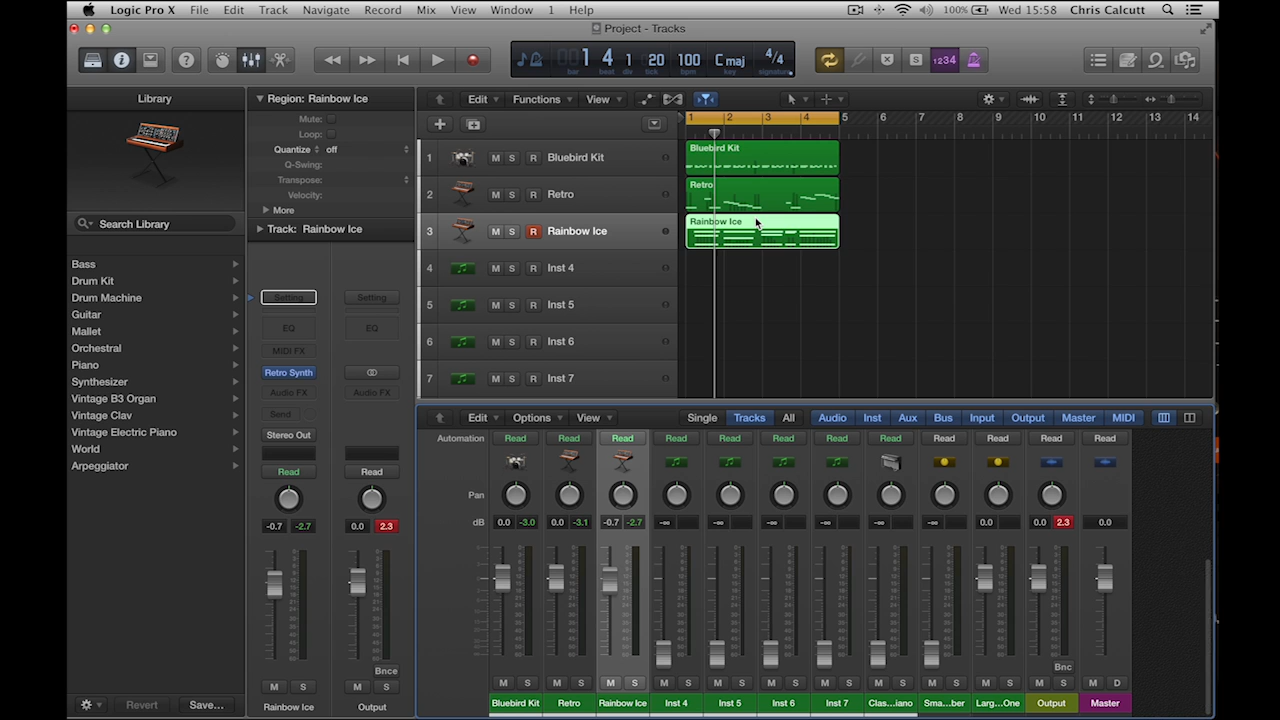 Logic Pro X File Edit Track Navigate Record Mix View Window 1 Help 100% Wed 15:58 Chris Calcutt
Project - Tracks
1 4 1 20 100 C maj 4/4
bar beat div tick bpm key signature
1234
Library
Region: Rainbow Ice
Edit Functions View
Mute:
Loop:
Quantize off
Q-Swing:
Transpose:
Velocity:
More
Track: Rainbow Ice
Search Library
Bass
Drum Kit
Drum Machine
Guitar
Mallet
Orchestral
Piano
Synthesizer
Vintage B3 Organ
Vintage Clav
Vintage Electric Piano
World
Arpeggiator
Revert Save...
Setting Setting
EQ EQ
MIDI FX
Retro Synth
Audio FX Audio FX
Send
Stereo Out
Read Read
-0.7 -2.7 0.0 2.3
Bnce
M S M S
Rainbow Ice Output
1 2 3 4 5 6 7 8 9 10 11 12 13 14
1 M S R Bluebird Kit
2 M S R Retro
3 M S R Rainbow Ice
4 M S R Inst 4
5 M S R Inst 5
6 M S R Inst 6
7 M S R Inst 7
Bluebird Kit
Retro
Rainbow Ice
Edit Options View Single Tracks All Audio Inst Aux Bus Input Output Master MIDI
Automation Read Read Read Read Read Read Read Read Read Read Read Read
Pan
dB 0.0 -3.0 0.0 -3.1 -0.7 -2.7 -∞ -∞ -∞ -∞ -∞ -∞ 0.0 0.0 2.3 0.0
Bnc
M S M S M S M S M S M S M S M S M S M S M S M D
Bluebird Kit Retro Rainbow Ice Inst 4 Inst 5 Inst 6 Inst 7 Clas...iano Sma...ber Larg...One Output Master